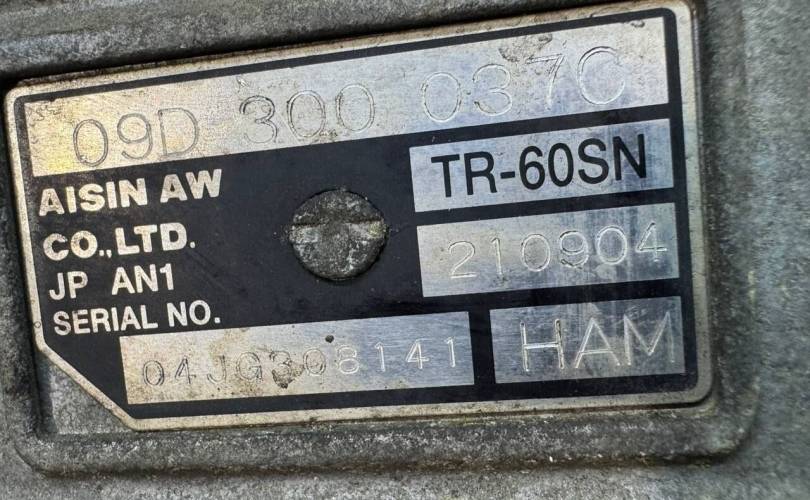 09D 300 037C
AISIN AW
CO.,LTD.
JP AN1
SERIAL NO.
TR-60SN
210904
04JG308141
HAM